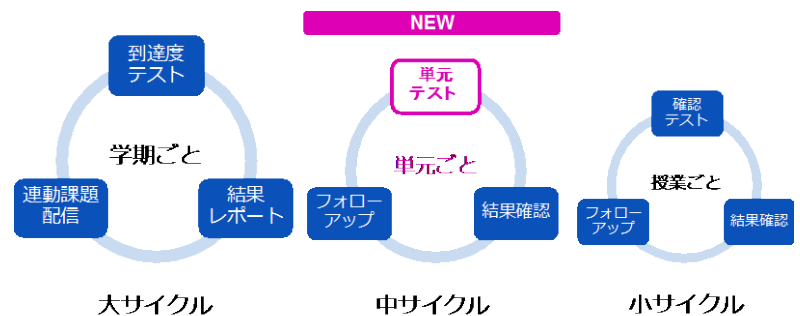 NEW
到達度
テスト
学期ごと
連動課題
配信
結果
レポート
大サイクル
単元
テスト
単元ごと
フォロー
アップ
結果確認
中サイクル
確認
テスト
授業ごと
フォロー
アップ
結果確認
小サイクル